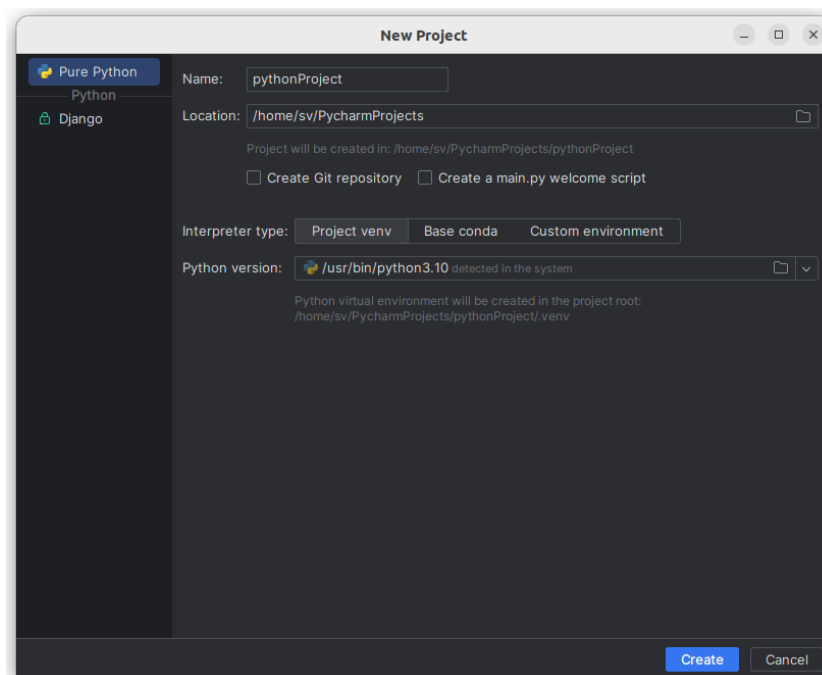 New Project
Pure Python
Python
Django
Name: pythonProject
Location: /home/sv/PycharmProjects
Project will be created in: /home/sv/PycharmProjects/pythonProject
Create Git repository Create a main.py welcome script
Interpreter type: Project venv Base conda Custom environment
Python version: /usr/bin/python3.10 detected in the system
Python virtual environment will be created in the project root:
/home/sv/PycharmProjects/pythonProject/.venv
Create Cancel